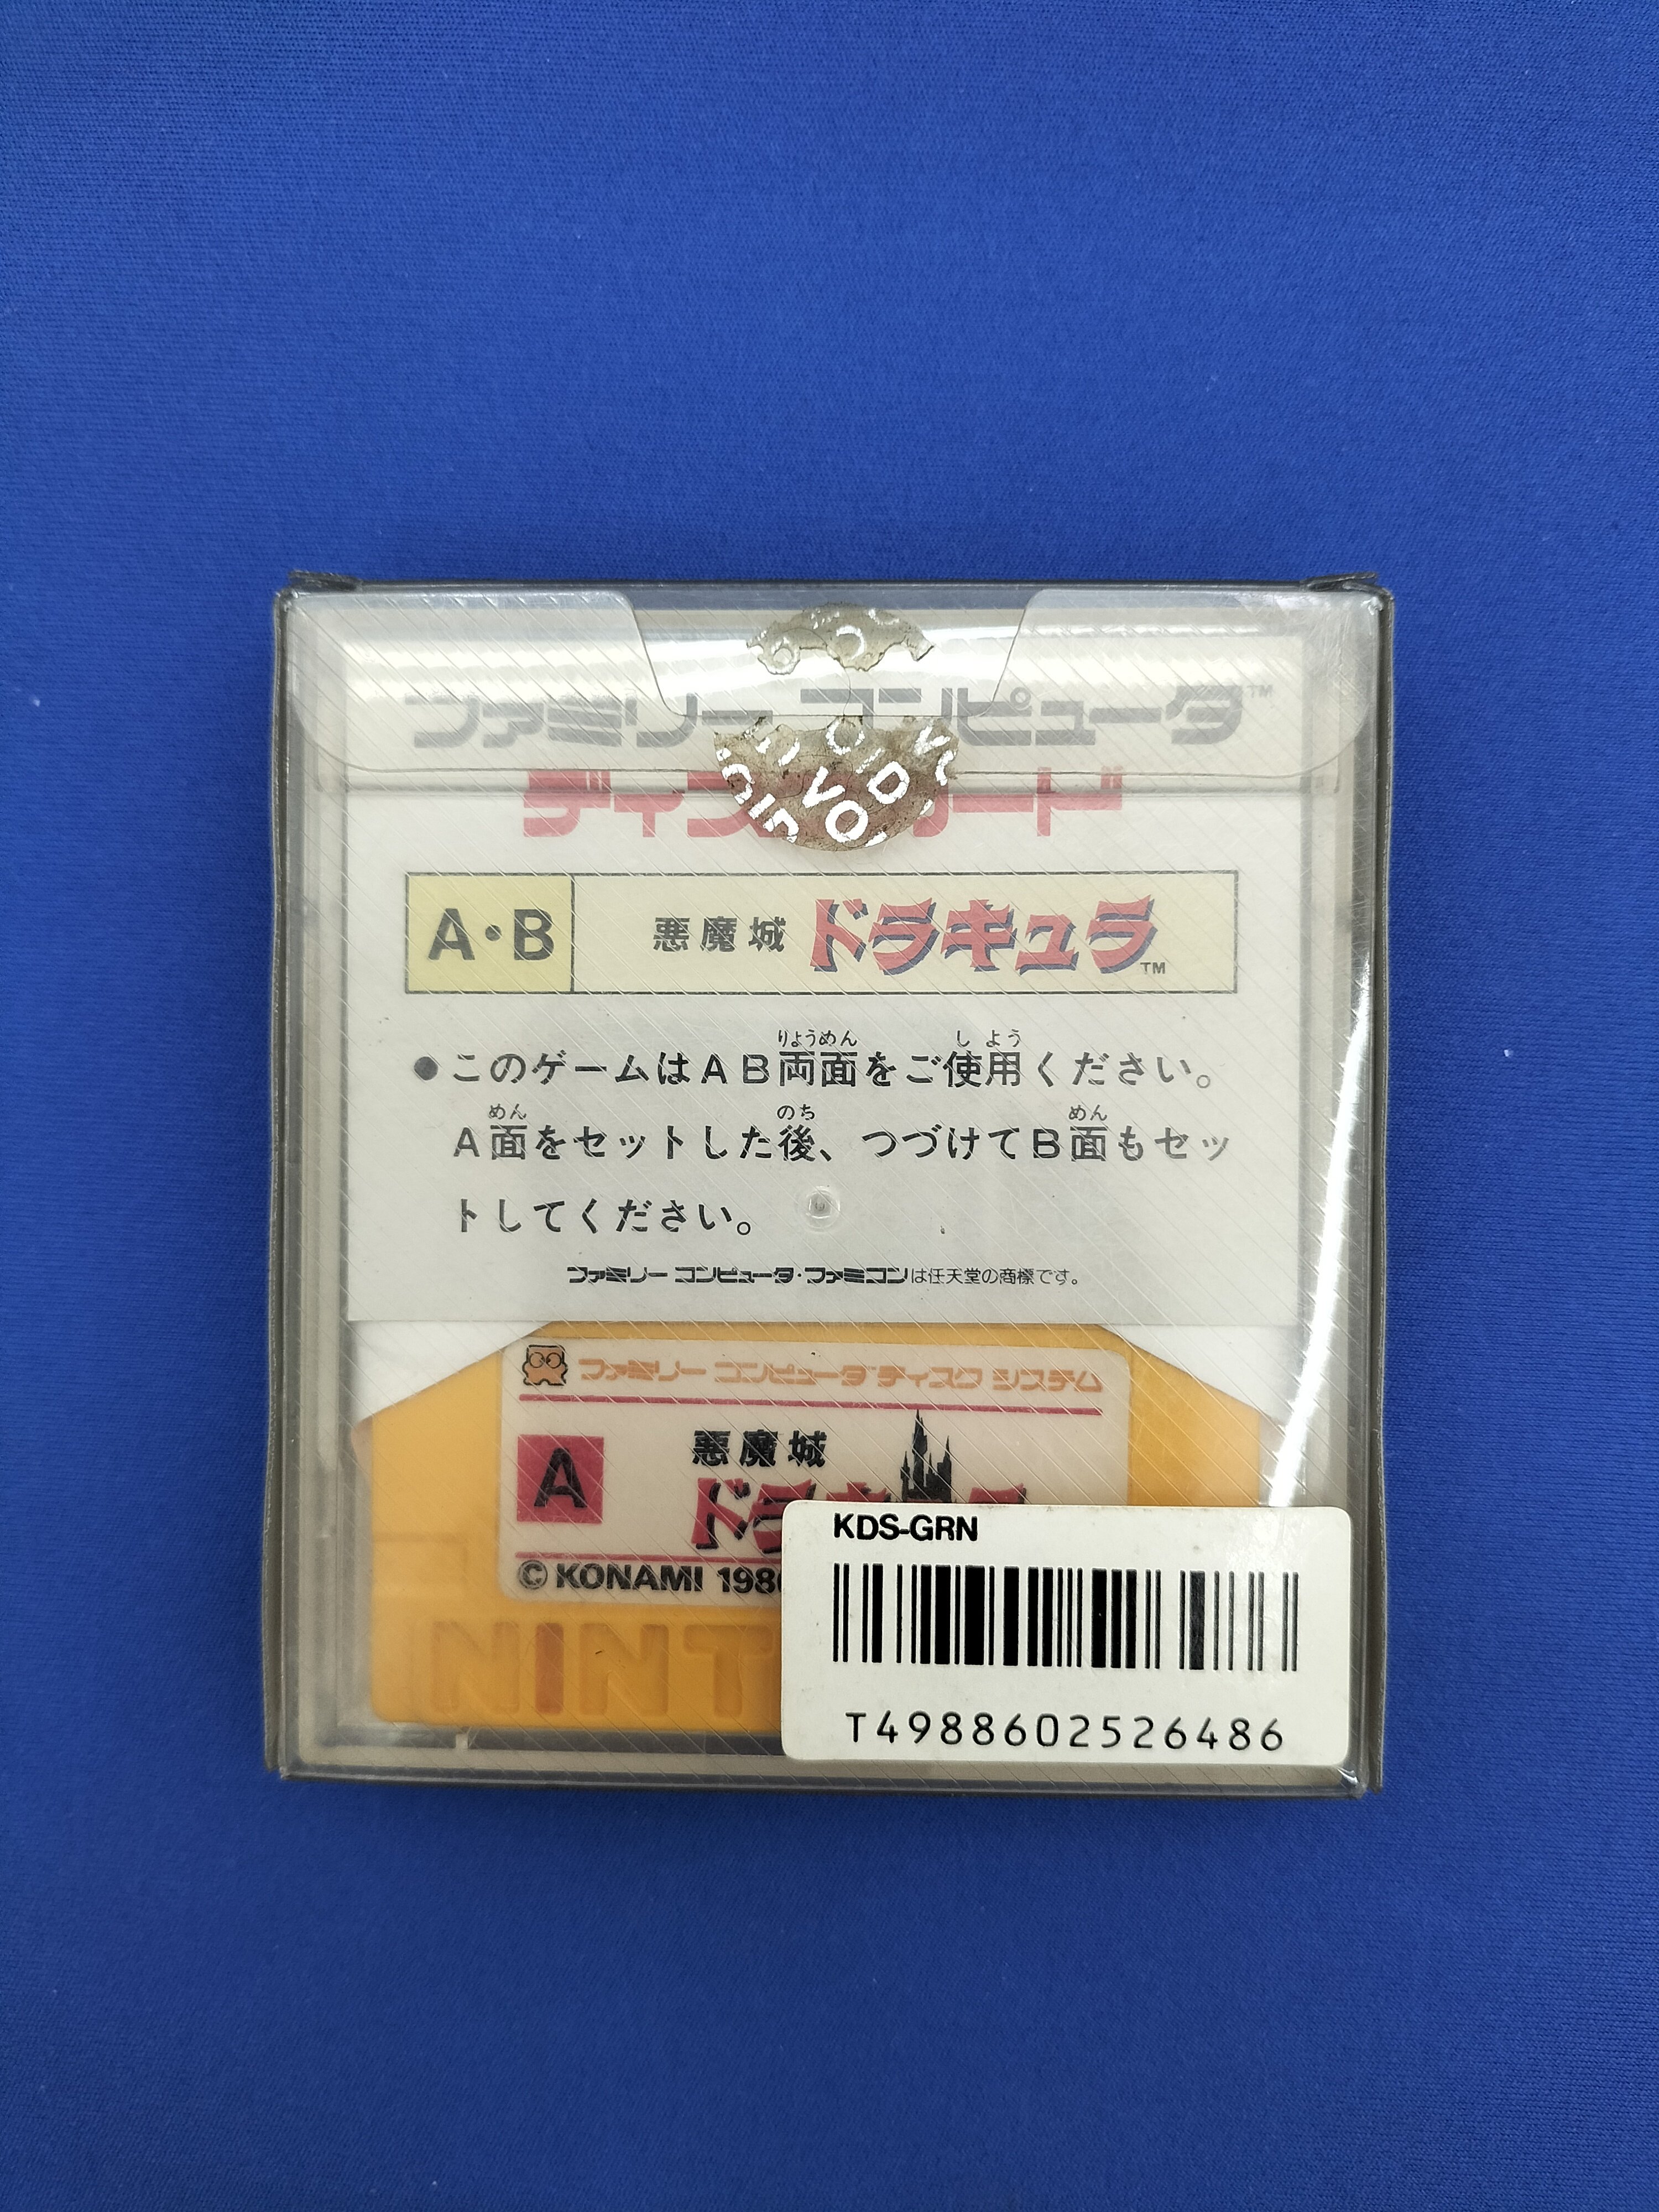 ファミリー コンピュータ™
VOID
A・B
悪魔城 ドラキュラ™
りょうめん しよう
●このゲームはAB両面をご使用ください。
めん のち めん
A面をセットした後、つづけてB面もセッ
トしてください。
ファミリー コンピュータ・ファミコンは任天堂の商標です。
ファミリー コンピュータ™ ディスク システム
A
悪魔城
© KONAMI 198
NINT
KDS-GRN
T4988602526486